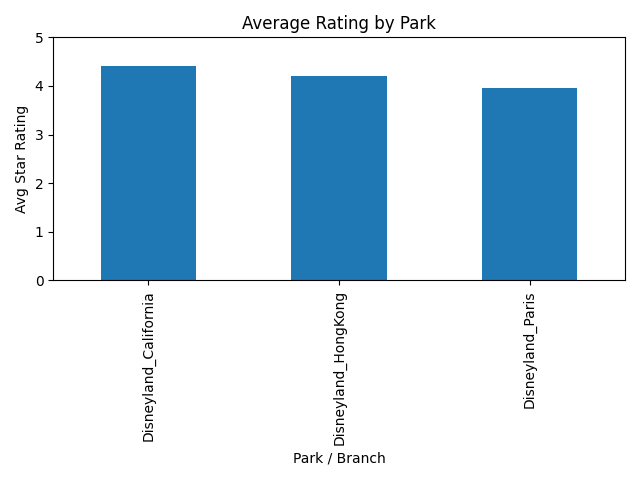 Average Rating by Park
Avg Star Rating
5
4
3
2
1
0
Disneyland_California
Disneyland_HongKong
Disneyland_Paris
Park / Branch